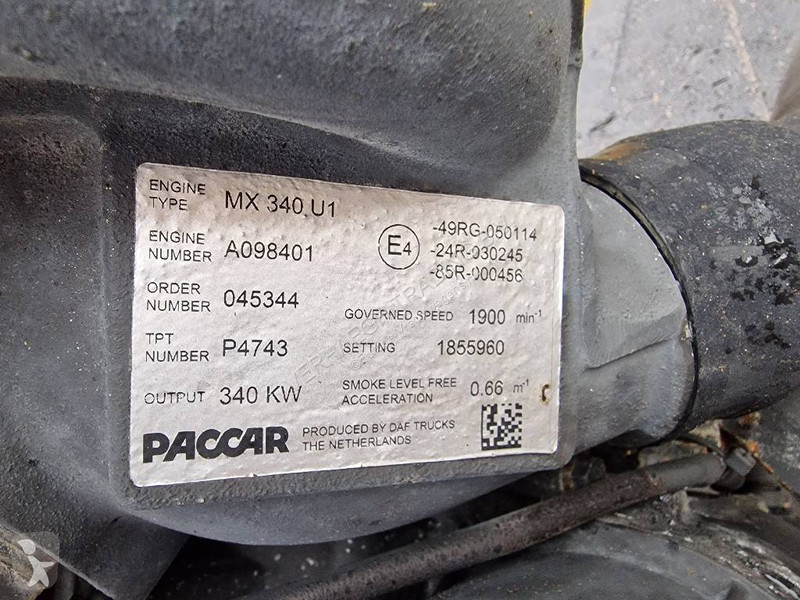 ENGINE TYPE MX 340 U1
ENGINE NUMBER A098401
ORDER NUMBER 045344
TPT NUMBER P4743
OUTPUT 340 KW
E4
-49RG-050114
-24R-030245
-85R-000456
GOVERNED SPEED 1900 min⁻¹
SETTING 1855960
SMOKE LEVEL FREE ACCELERATION 0.66 m⁻¹
PACCAR
PRODUCED BY DAF TRUCKS
THE NETHERLANDS